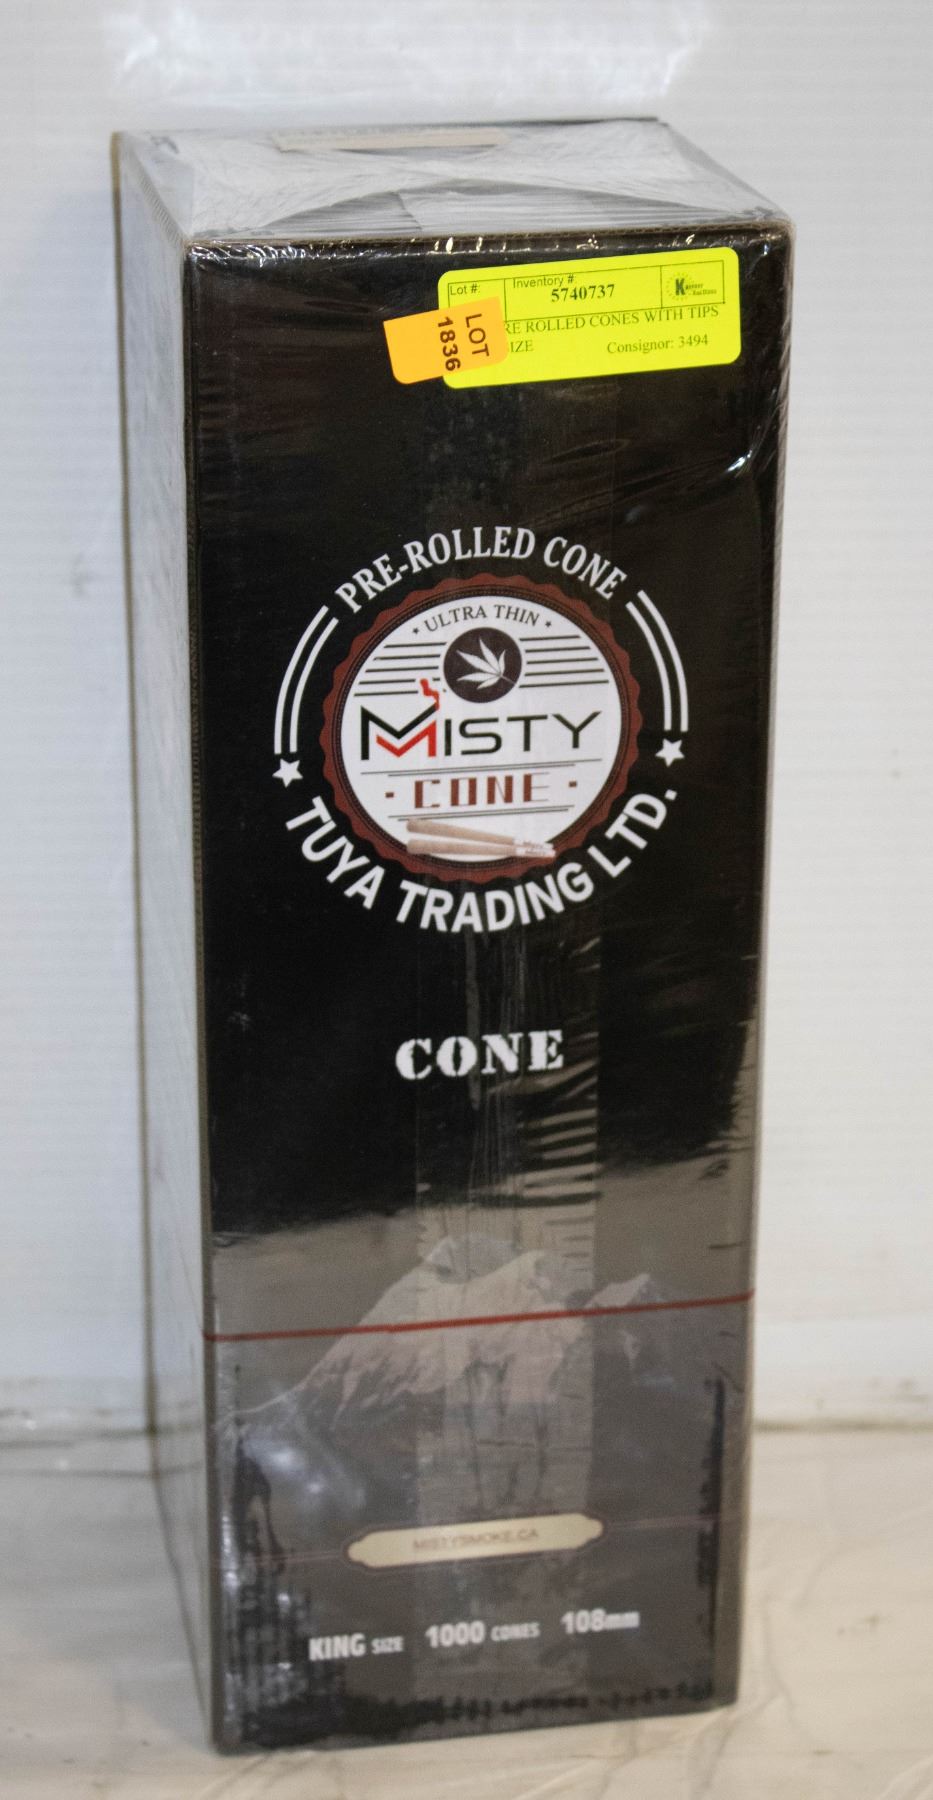 Lot #:
Inventory #:
5740737
RE ROLLED CONES WITH TIPS
IZE
Consignor: 3494
LOT
1836
PRE-ROLLED CONE
ULTRA THIN
MISTY
CONE
TUYA TRADING LTD.
CONE
MISTYSMOKE.CA
KING SIZE 1000 CONES 108mm